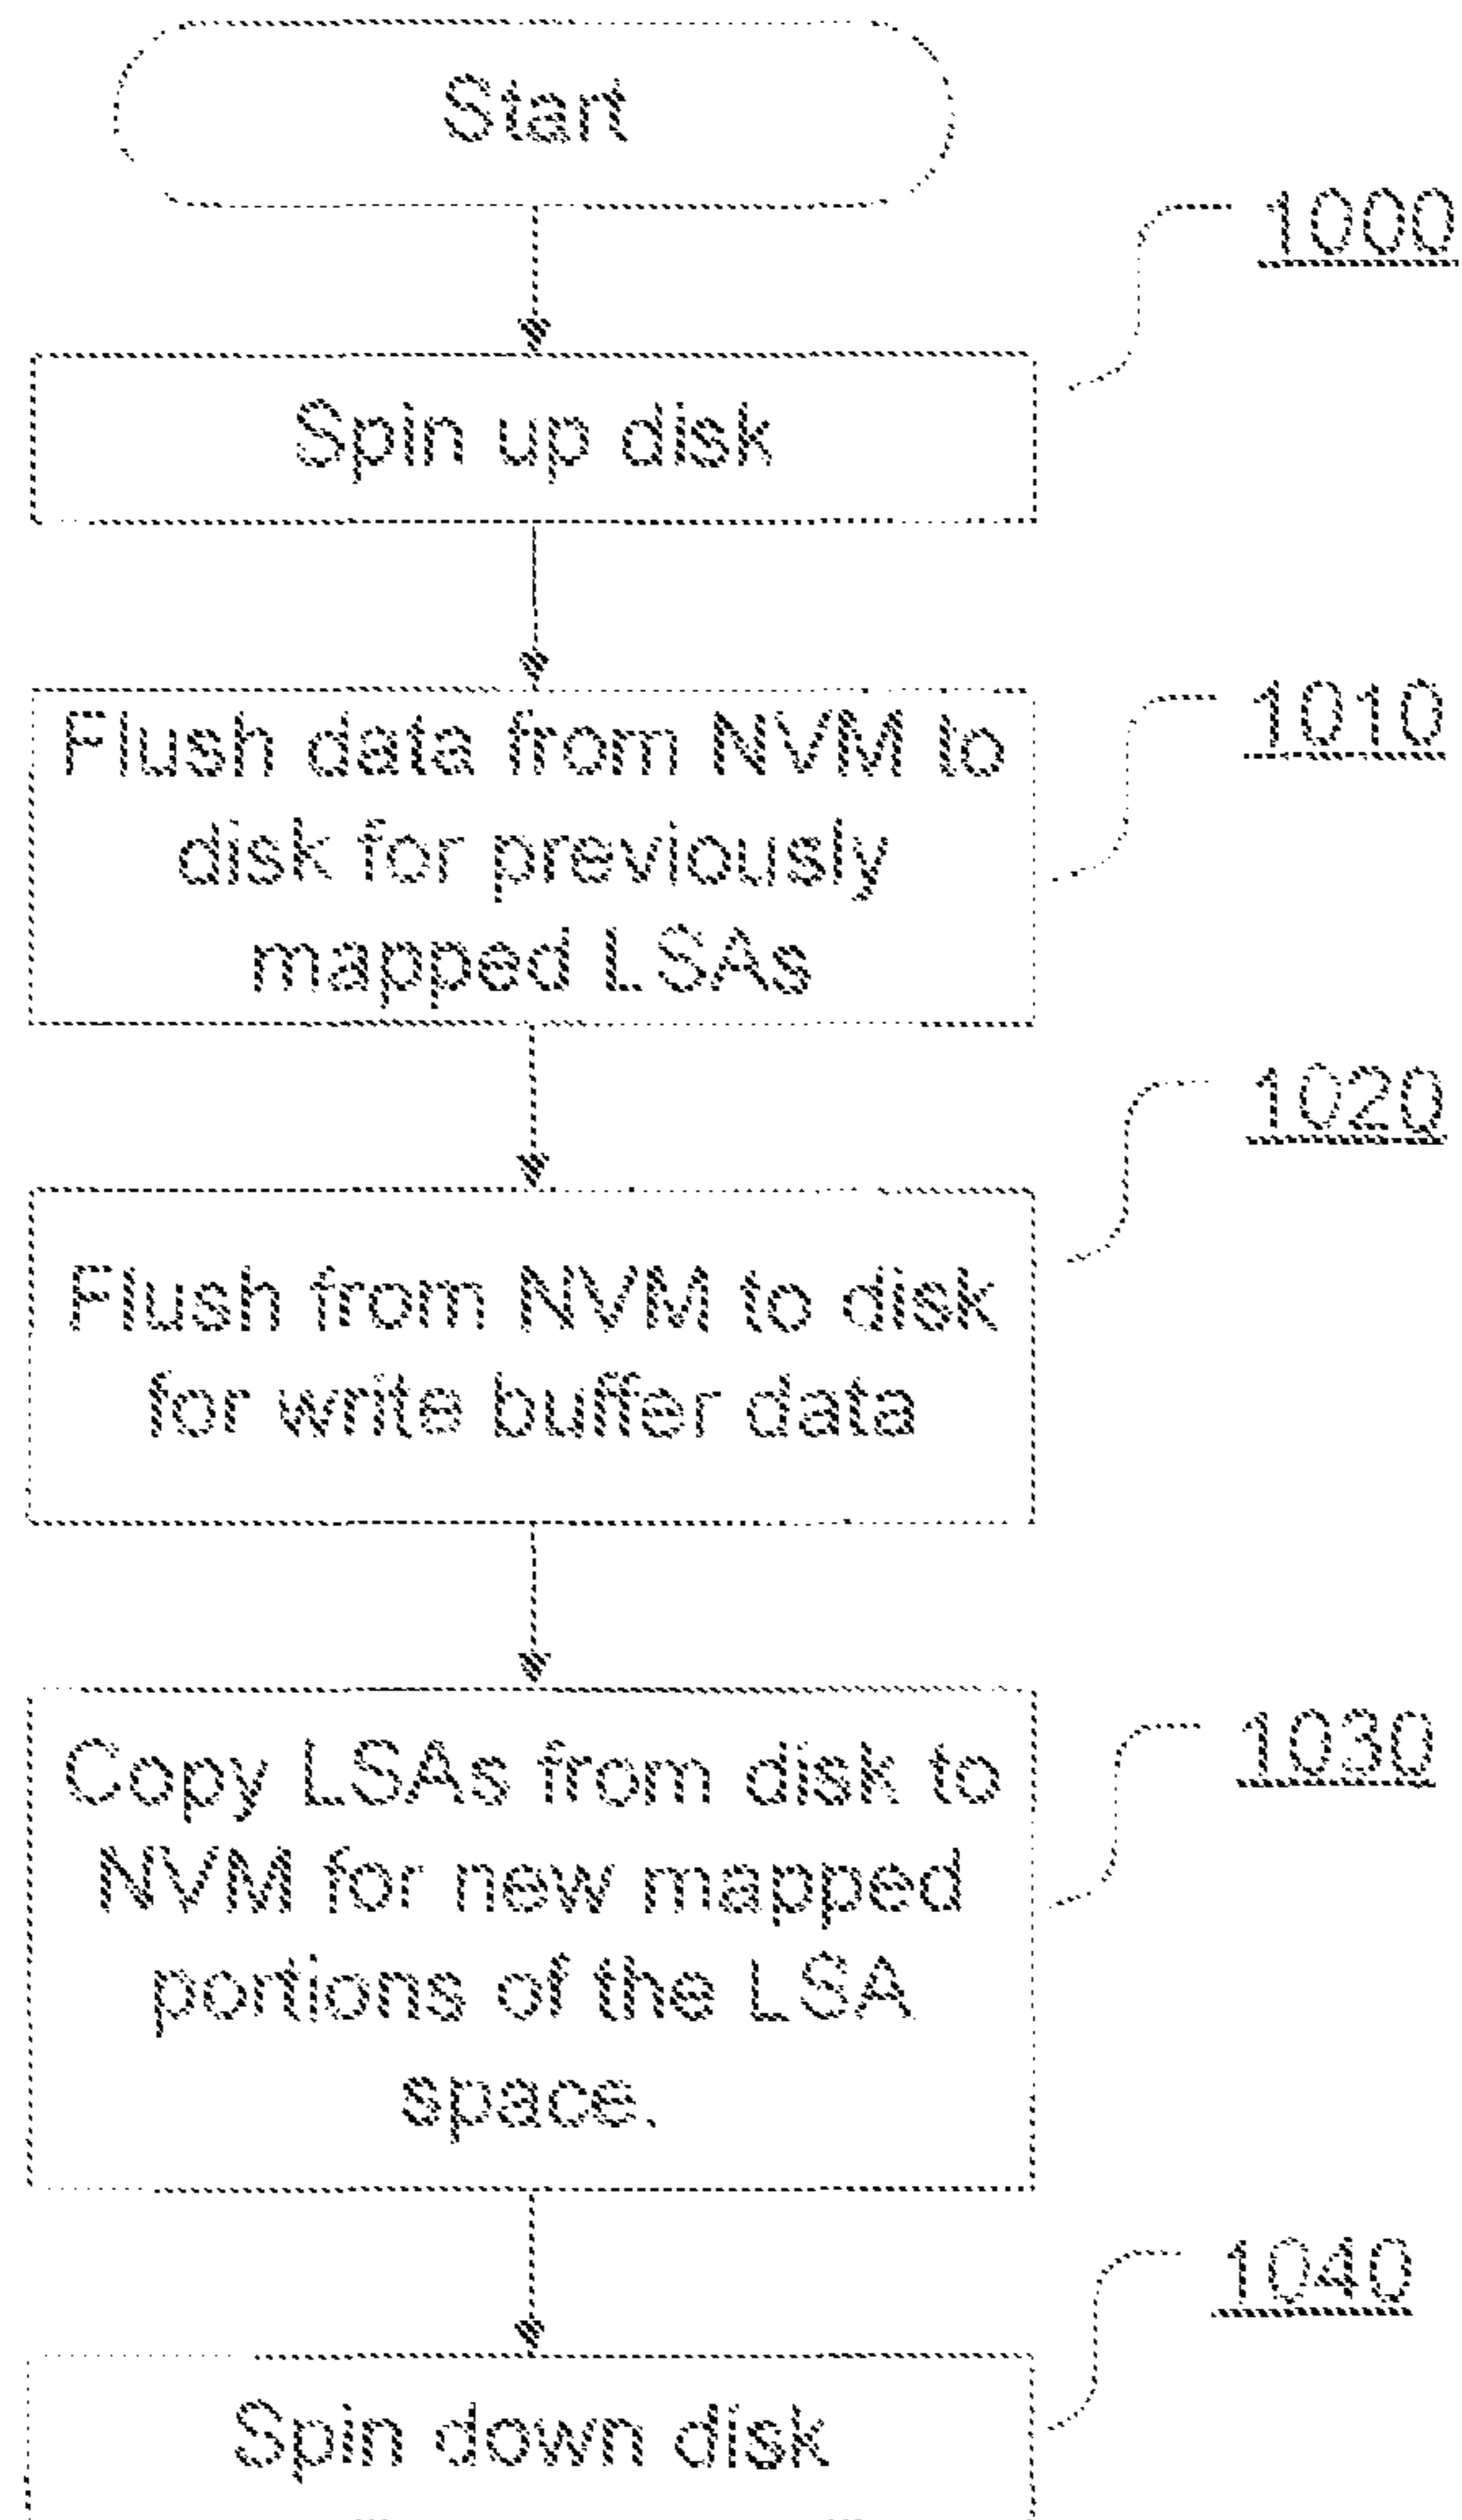 Start
1000
Spin up disk
1010
Flush data from NVM to
disk for previously
mapped LSAs
1020
Flush from NVM to disk
for write buffer data
1030
Copy LSAs from disk to
NVM for new mapped
portions of the LSA
space.
1040
Spin down disk